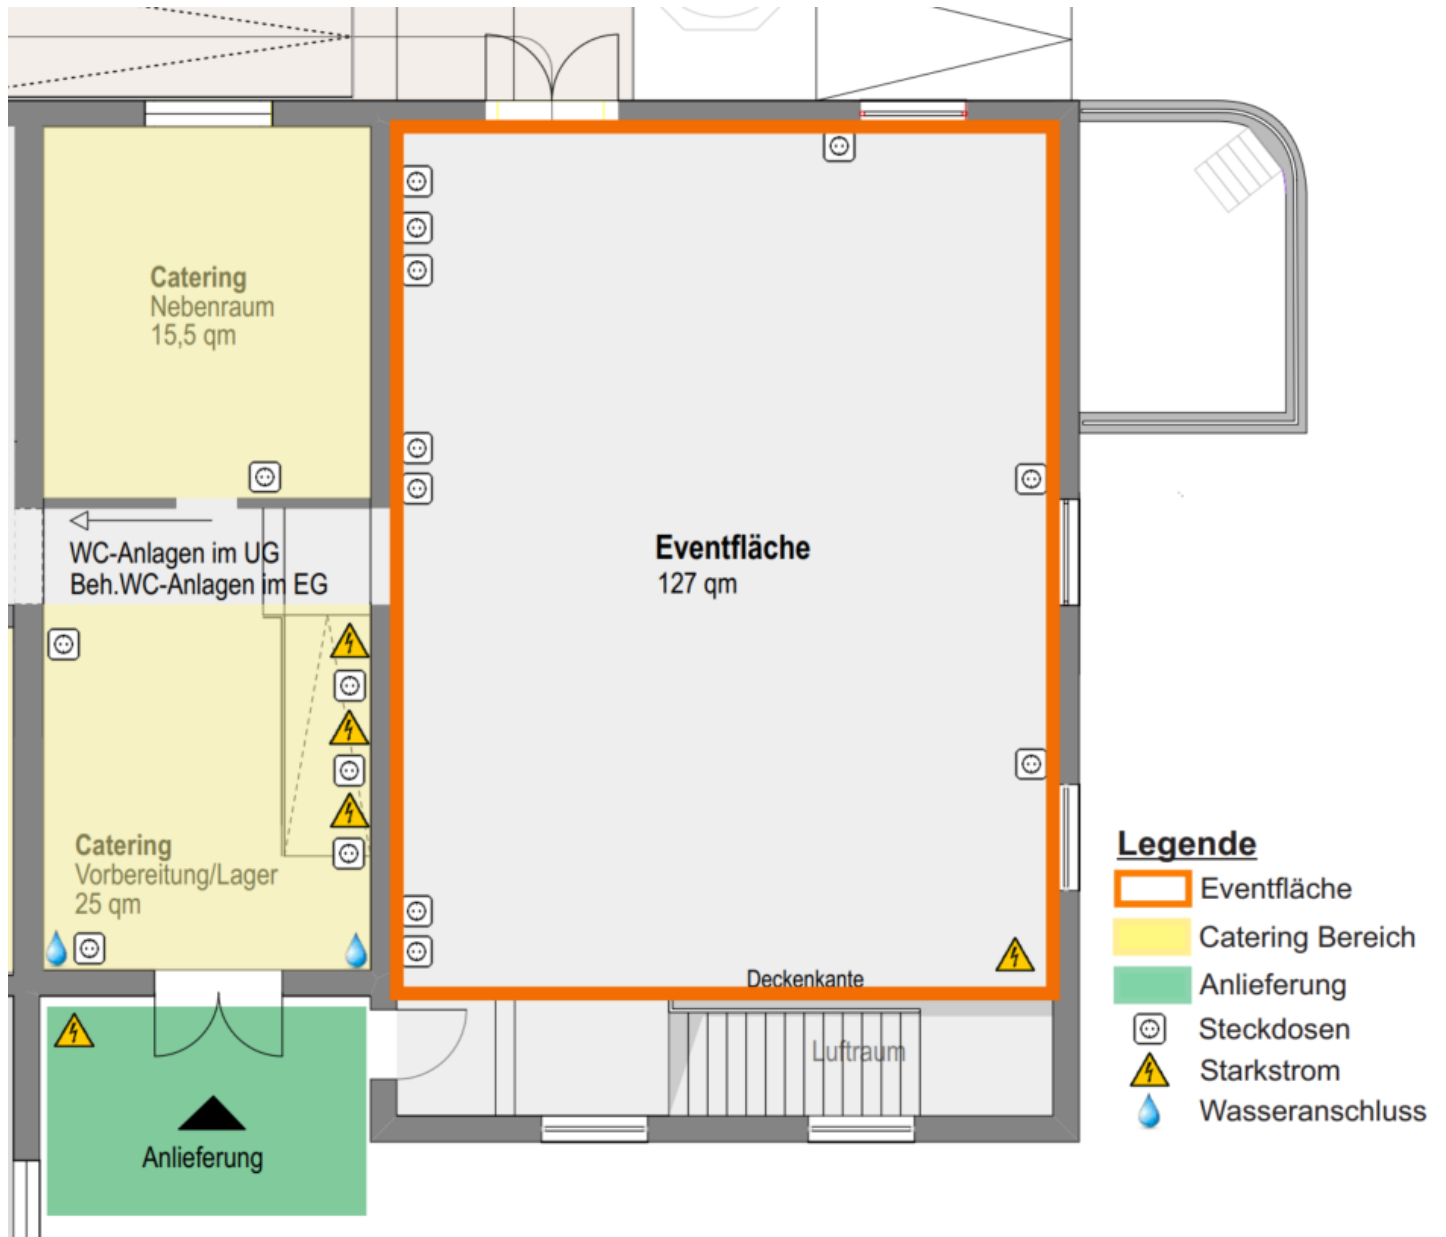 Catering
Nebenraum
15,5 qm
WC-Anlagen im UG
Beh.WC-Anlagen im EG
Eventfläche
127 qm
Catering
Vorbereitung/Lager
25 qm
Deckenkante
Luftraum
Anlieferung
Legende
Eventfläche
Catering Bereich
Anlieferung
Steckdosen
Starkstrom
Wasseranschluss